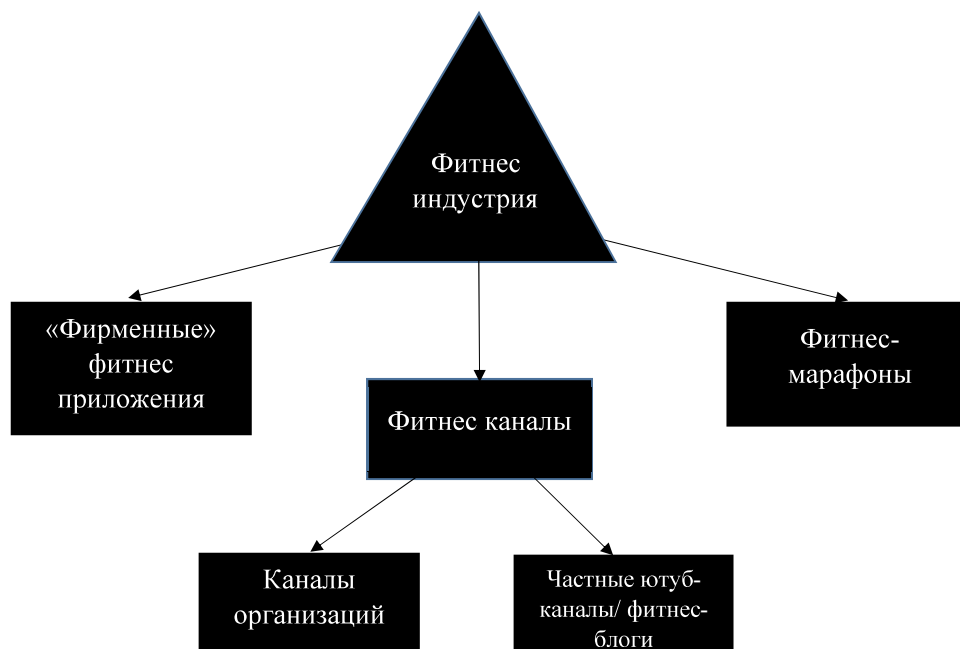 Фитнес
индустрия
«Фирменные»
фитнес
приложения
Фитнес-
марафоны
Фитнес каналы
Каналы
организаций
Частные ютуб-
каналы/ фитнес-
блоги